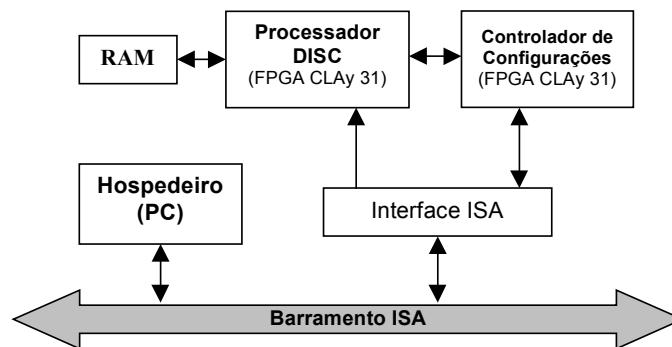 RAM
Processador
DISC
(FPGA CLAy 31)
Controlador de
Configurações
(FPGA CLAy 31)
Hospedeiro
(PC)
Interface ISA
Barramento ISA